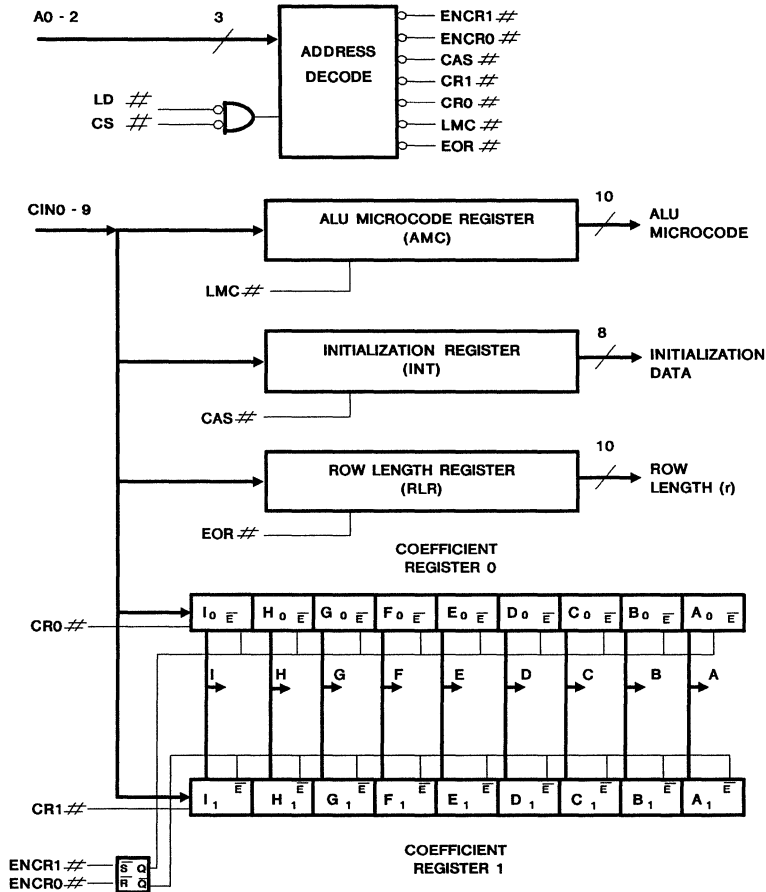 A0 - 2
3
ADDRESS
DECODE
ENCR1#
ENCR0#
CAS#
CR1#
CR0#
LMC#
EOR#
LD #
CS #
CIN0 - 9
ALU MICROCODE REGISTER
(AMC)
10
ALU
MICROCODE
LMC#
INITIALIZATION REGISTER
(INT)
8
INITIALIZATION
DATA
CAS#
ROW LENGTH REGISTER
(RLR)
10
ROW
LENGTH (r)
EOR#
COEFFICIENT
REGISTER 0
CR0#
I0 E̅ H0 E̅ G0 E̅ F0 E̅ E0 E̅ D0 E̅ C0 E̅ B0 E̅ A0 E̅
I H G F E D C B A
CR1#
I1 E̅ H1 E̅ G1 E̅ F1 E̅ E1 E̅ D1 E̅ C1 E̅ B1 E̅ A1 E̅
ENCR1# S̅ Q
ENCR0# R̅ Q̅
COEFFICIENT
REGISTER 1